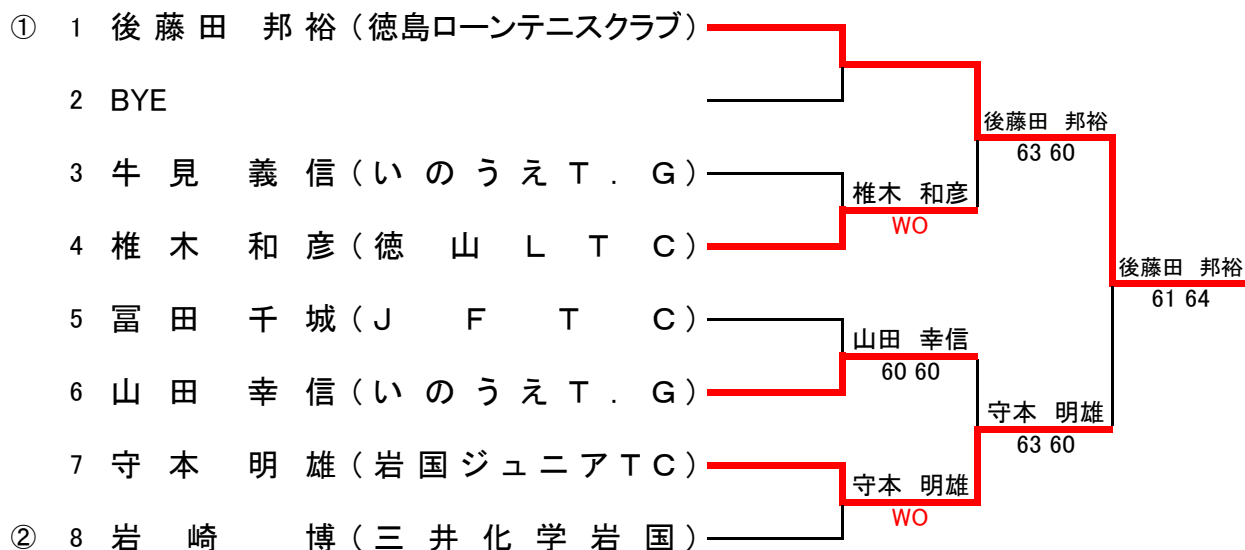 ① 1 後藤田 邦裕(徳島ローンテニスクラブ)
2 BYE
後藤田 邦裕
63 60
3 牛見 義信(いのうえT.G)
椎木 和彦
WO
4 椎木 和彦(徳山LTC)
後藤田 邦裕
61 64
5 冨田 千城(JFTC)
山田 幸信
60 60
6 山田 幸信(いのうえT.G)
守本 明雄
63 60
7 守本 明雄(岩国ジュニアTC)
守本 明雄
WO
② 8 岩崎 博(三井化学岩国)